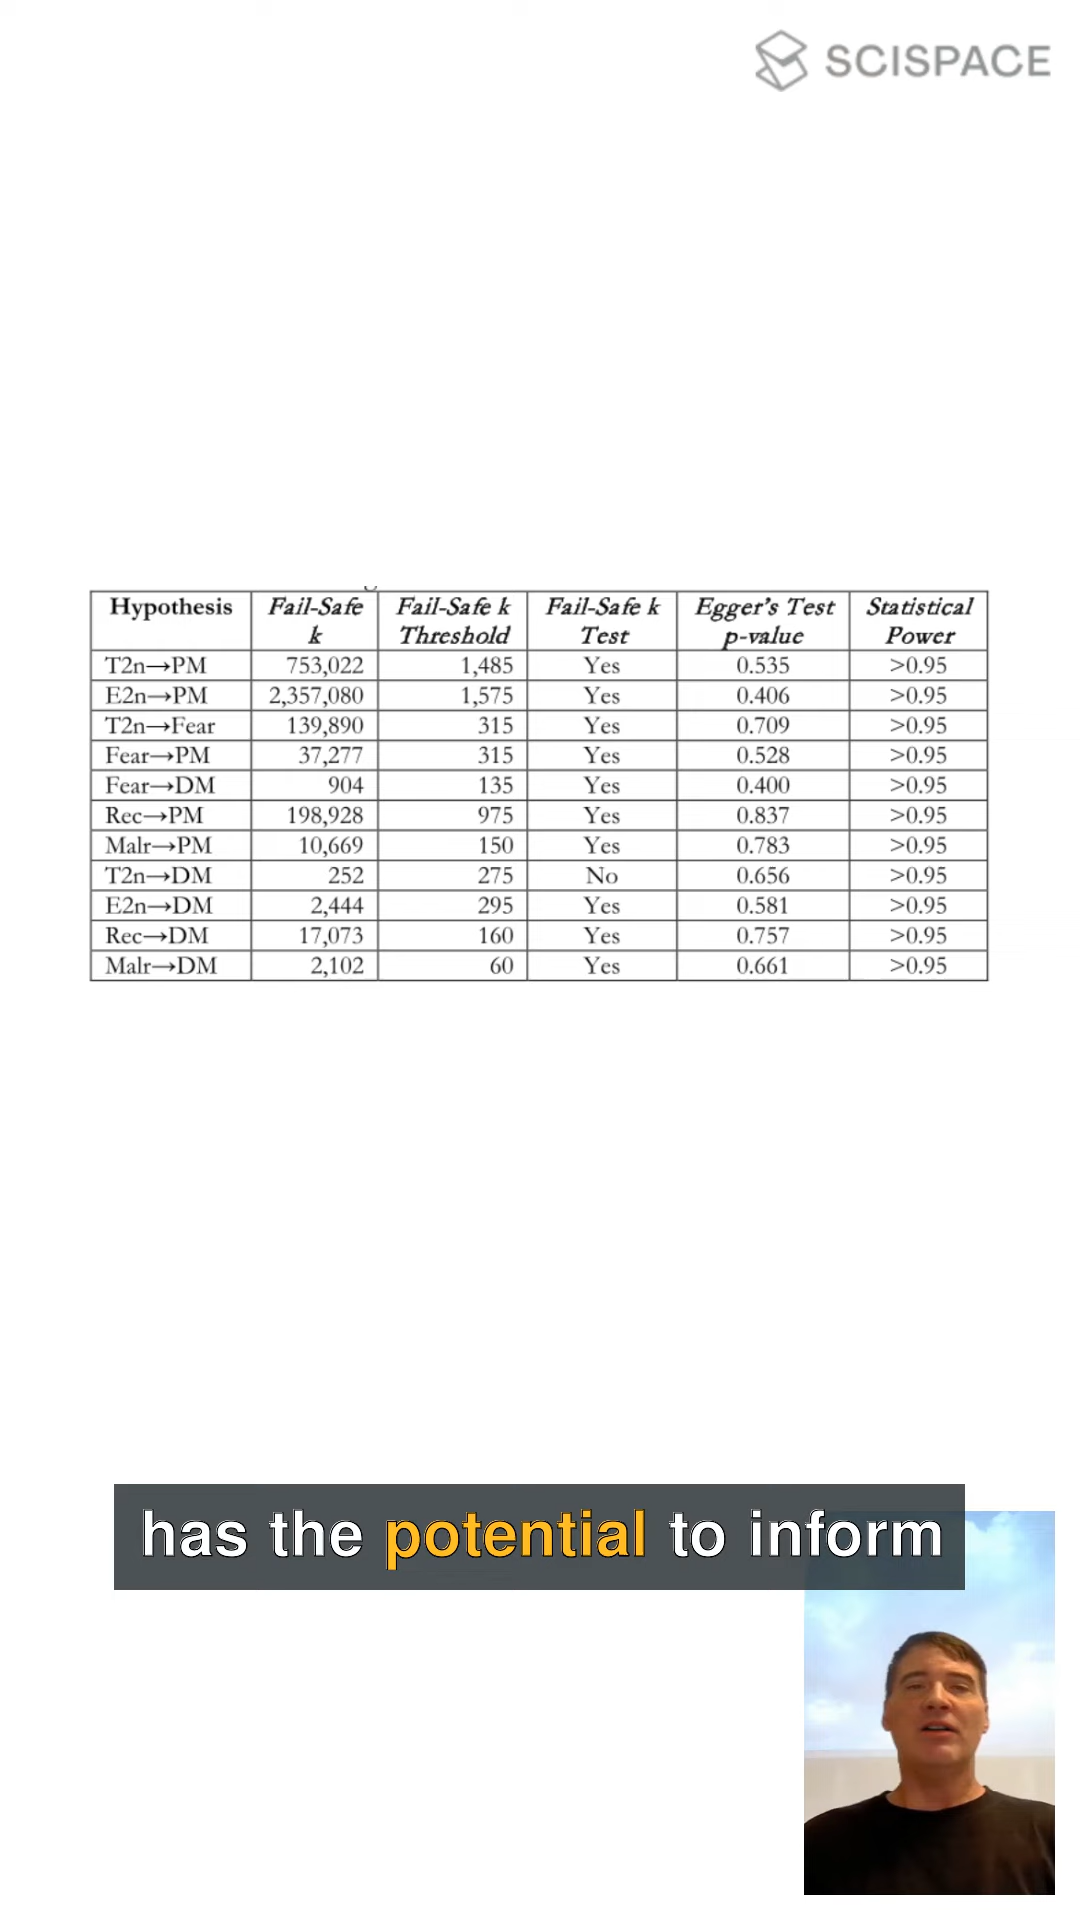 SCISPACE
Hypothesis Fail-Safe k Fail-Safe k Threshold Fail-Safe k Test Egger's Test p-value Statistical Power
T2n→PM 753,022 1,485 Yes 0.535 >0.95
E2n→PM 2,357,080 1,575 Yes 0.406 >0.95
T2n→Fear 139,890 315 Yes 0.709 >0.95
Fear→PM 37,277 315 Yes 0.528 >0.95
Fear→DM 904 135 Yes 0.400 >0.95
Rec→PM 198,928 975 Yes 0.837 >0.95
Malr→PM 10,669 150 Yes 0.783 >0.95
T2n→DM 252 275 No 0.656 >0.95
E2n→DM 2,444 295 Yes 0.581 >0.95
Rec→DM 17,073 160 Yes 0.757 >0.95
Malr→DM 2,102 60 Yes 0.661 >0.95
has the potential to inform